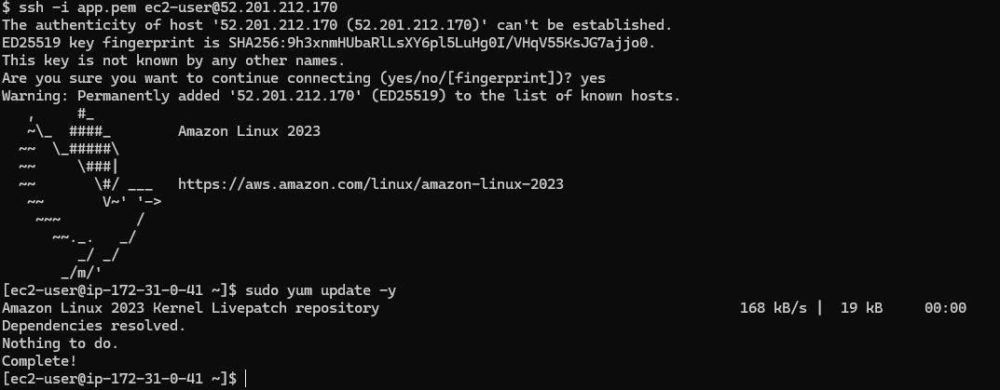 $ ssh -i app.pem ec2-user@52.201.212.170
The authenticity of host '52.201.212.170 (52.201.212.170)' can't be established.
ED25519 key fingerprint is SHA256:9h3xnmHUbaRlLsXY6pl5LuHg0I/VHqV55KsJG7ajjo0.
This key is not known by any other names.
Are you sure you want to continue connecting (yes/no/[fingerprint])? yes
Warning: Permanently added '52.201.212.170' (ED25519) to the list of known hosts.
   ,     #_
   ~\_  ####_        Amazon Linux 2023
  ~~  \_#####\
  ~~     \###|
  ~~       \#/ ___   https://aws.amazon.com/linux/amazon-linux-2023
   ~~       V~' '->
    ~~~         /
      ~~._.   _/
         _/ _/
       _/m/'
[ec2-user@ip-172-31-0-41 ~]$ sudo yum update -y
Amazon Linux 2023 Kernel Livepatch repository                                           168 kB/s |  19 kB     00:00
Dependencies resolved.
Nothing to do.
Complete!
[ec2-user@ip-172-31-0-41 ~]$